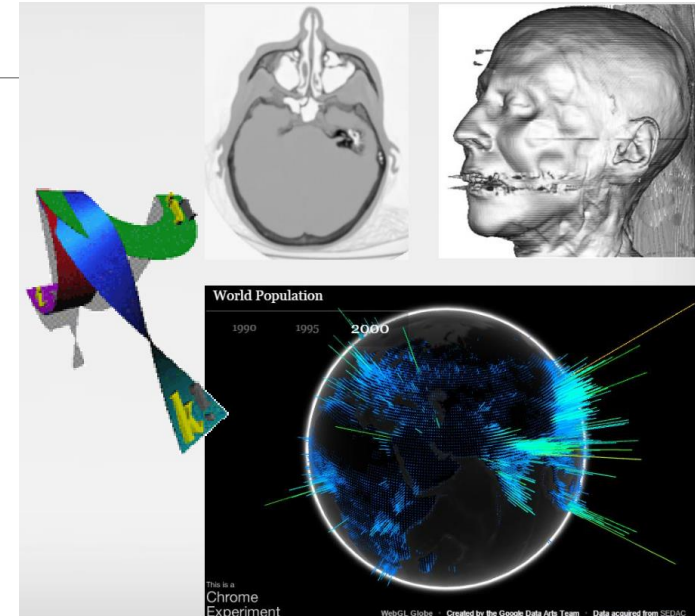 World Population
1990 1995 2000
k
This is a
Chrome
Experiment
WebGL Globe · Created by the Google Data Arts Team · Data acquired from SEDAC